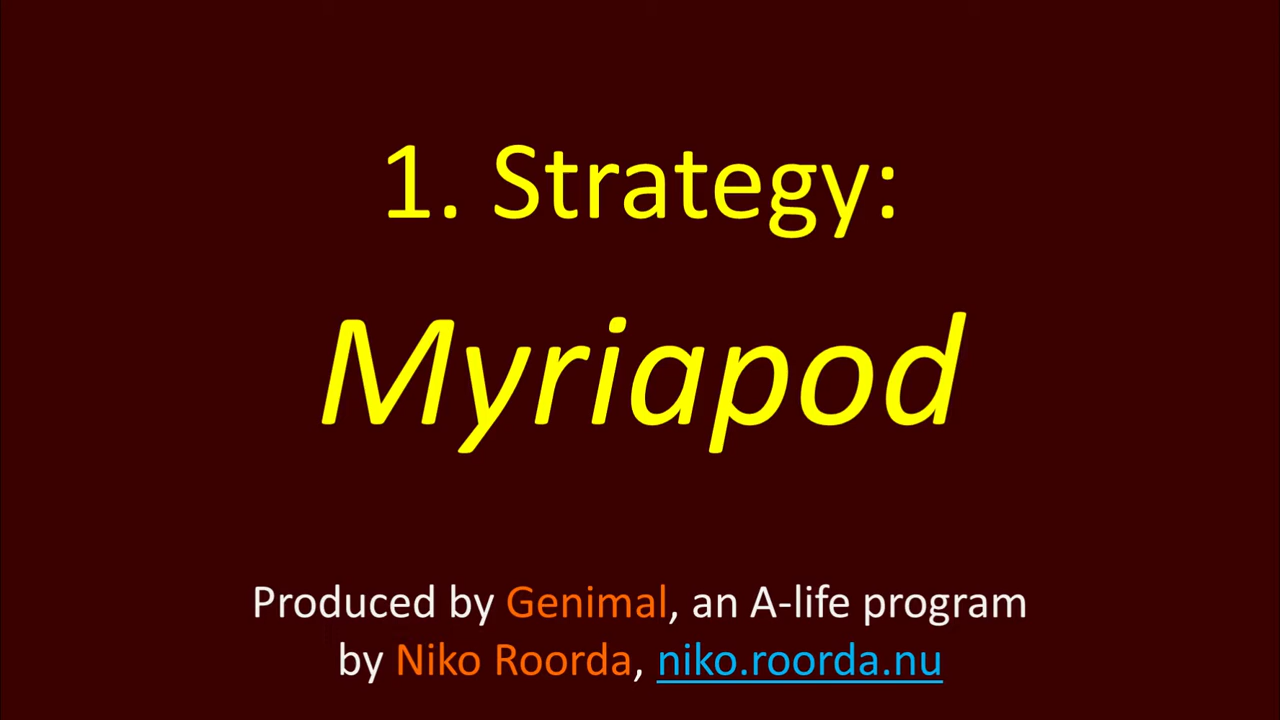 1. Strategy:
Myriapod
Produced by Genimal, an A-life program
by Niko Roorda, niko.roorda.nu